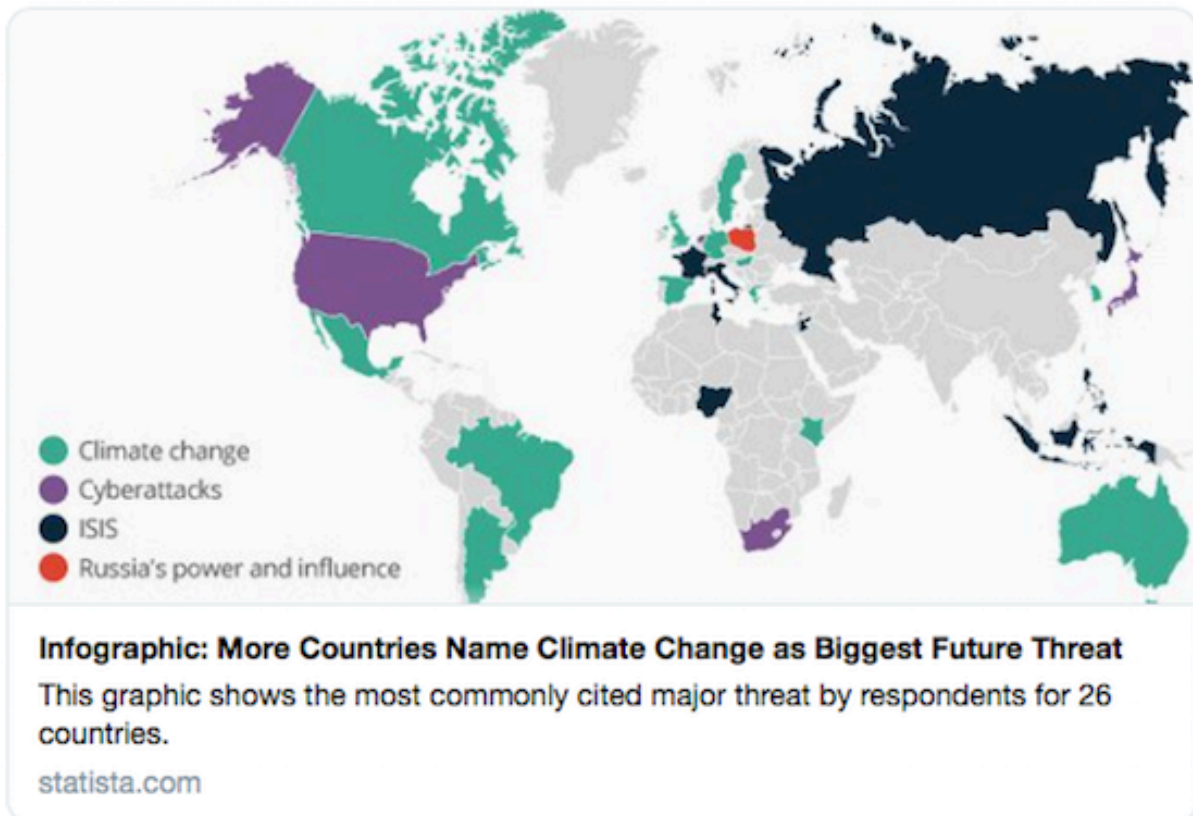 Climate change
Cyberattacks
ISIS
Russia's power and influence
Infographic: More Countries Name Climate Change as Biggest Future Threat
This graphic shows the most commonly cited major threat by respondents for 26
countries.
statista.com